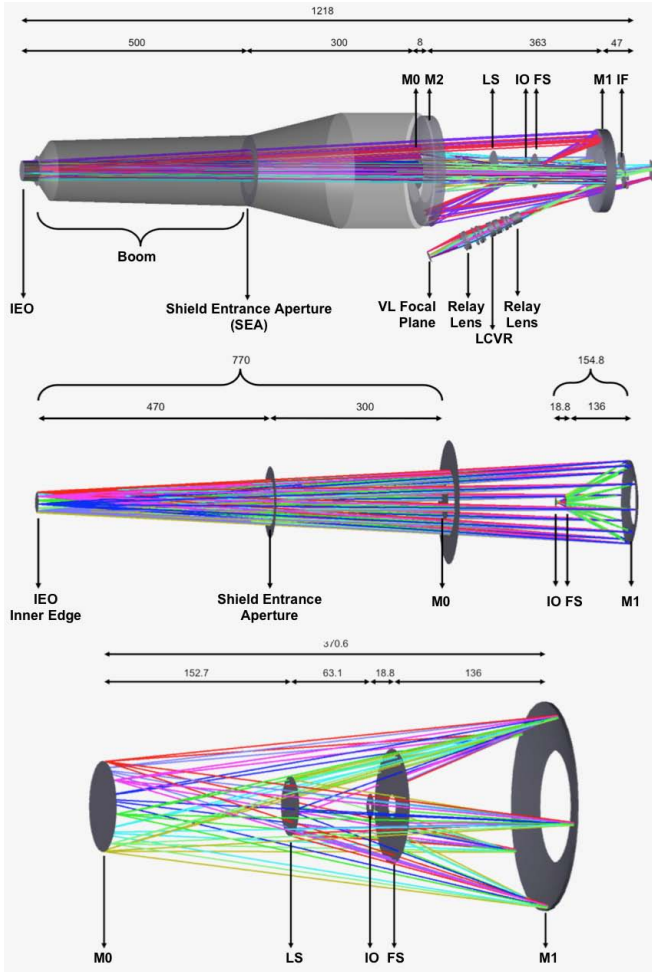 1218
500 300 8 363 47
M0 M2 LS IO FS M1 IF
Boom
IEO
Shield Entrance Aperture
(SEA)
VL Focal
Plane
Relay
Lens
LCVR
Relay
Lens
770 154.8
470 300 18.8 136
IEO
Inner Edge
Shield Entrance
Aperture
M0
IO FS
M1
370.6
152.7 63.1 18.8 136
M0 LS IO FS M1